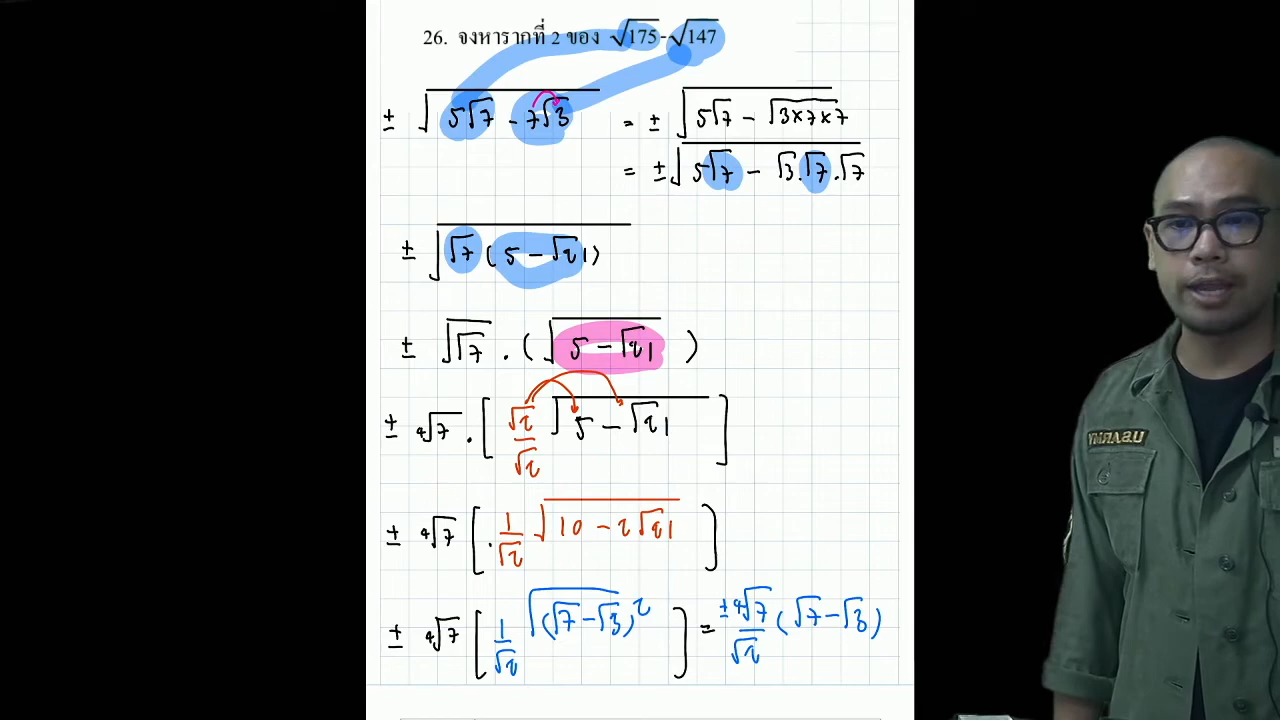 26. จงหารากที่ 2 ของ √175-√147
± √(5√7 - 7√3) = ± √(5√7 - √(3×7×7))
= ± √(5√7 - √3.√7.√7)
± √(√7 (5 - √21))
± √√7 . (√(5 - √21))
± ⁴√7 . [ √2/√2 √(5 - √21) ]
± ⁴√7 [ . 1/√2 √(10 - 2√21) ]
± ⁴√7 [ 1/√2 √(√7 - √3)² ] = ± ⁴√7/√2 (√7 - √3)